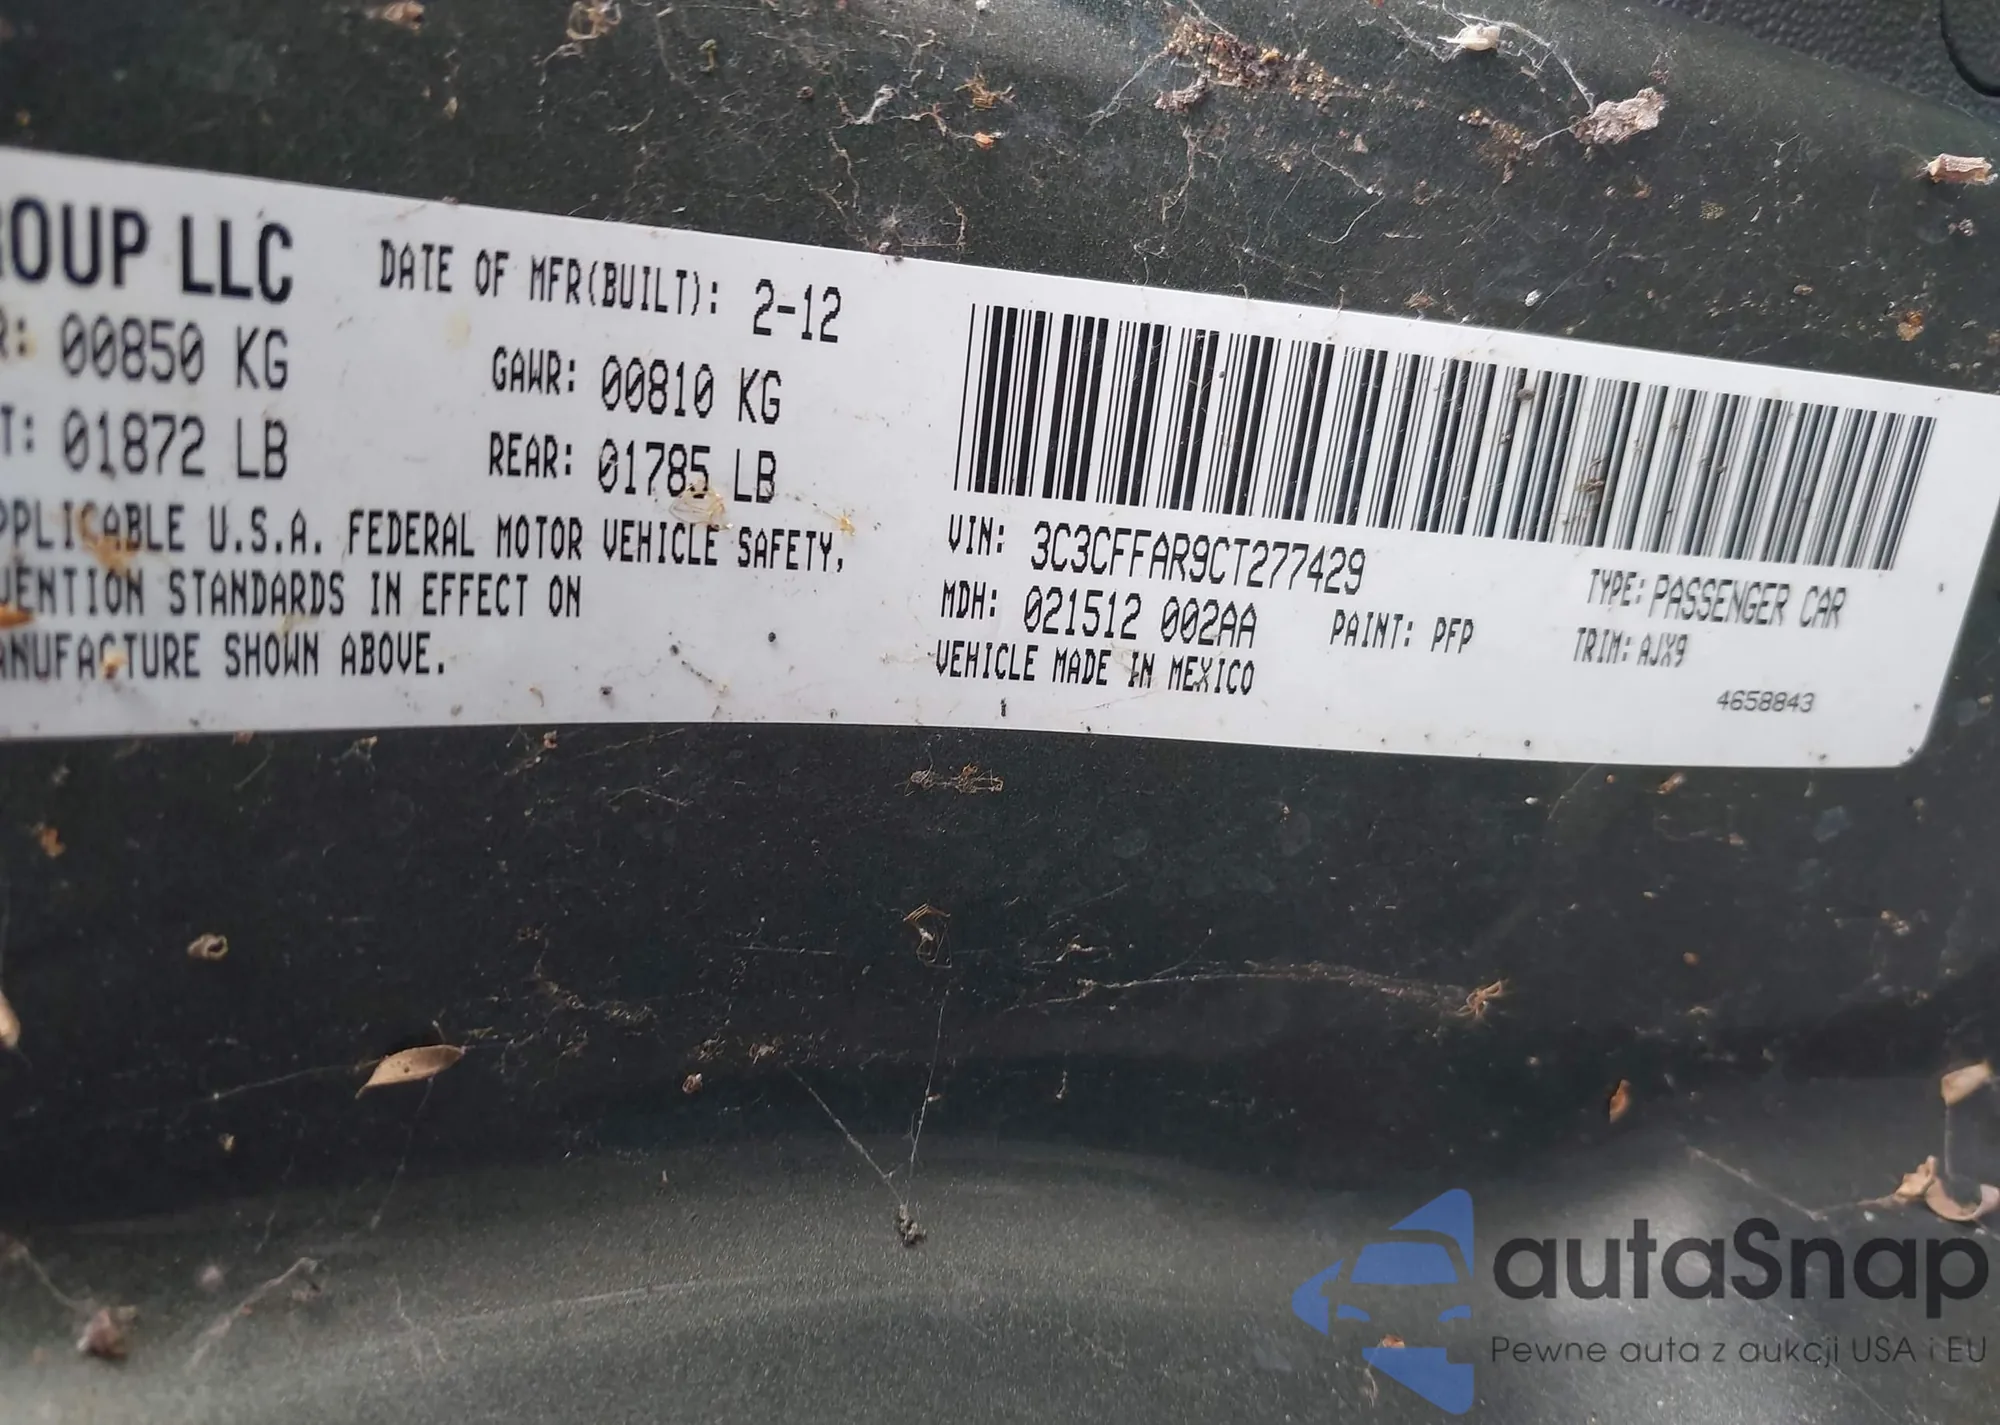 ROUP LLC
DATE OF MFR(BUILT): 2-12
R: 00850 KG
GAWR: 00810 KG
T: 01872 LB
REAR: 01785 LB
PPLICABLE U.S.A. FEDERAL MOTOR VEHICLE SAFETY,
VENTION STANDARDS IN EFFECT ON
ANUFACTURE SHOWN ABOVE.
VIN: 3C3CFFAR9CT277429
TYPE: PASSENGER CAR
MDH: 021512 002AA
PAINT: PFP
TRIM: AJX9
VEHICLE MADE IN MEXICO
4658843
autaSnap
Pewne auta z aukcji USA i EU